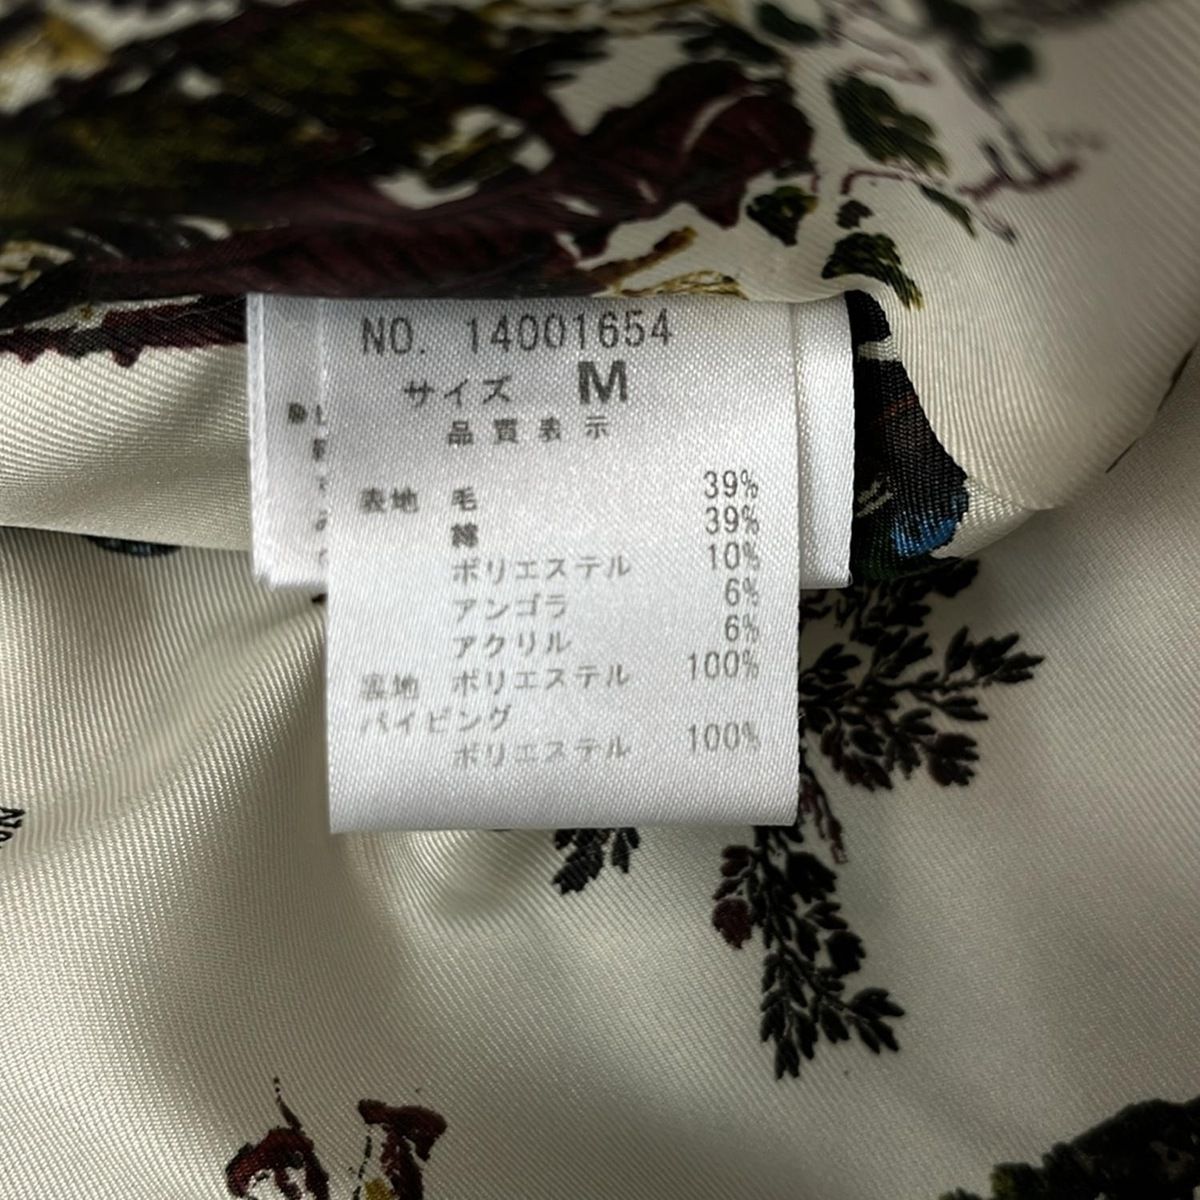 NO. 14001654
サイズ M
品質表示
表地 毛 39%
綿 39%
ポリエステル 10%
アンゴラ 6%
アクリル 6%
裏地 ポリエステル 100%
パイピング
ポリエステル 100%